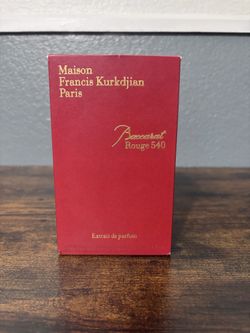 Maison
Francis Kurkdjian
Paris
Baccarat
Rouge 540
Extrait de parfum